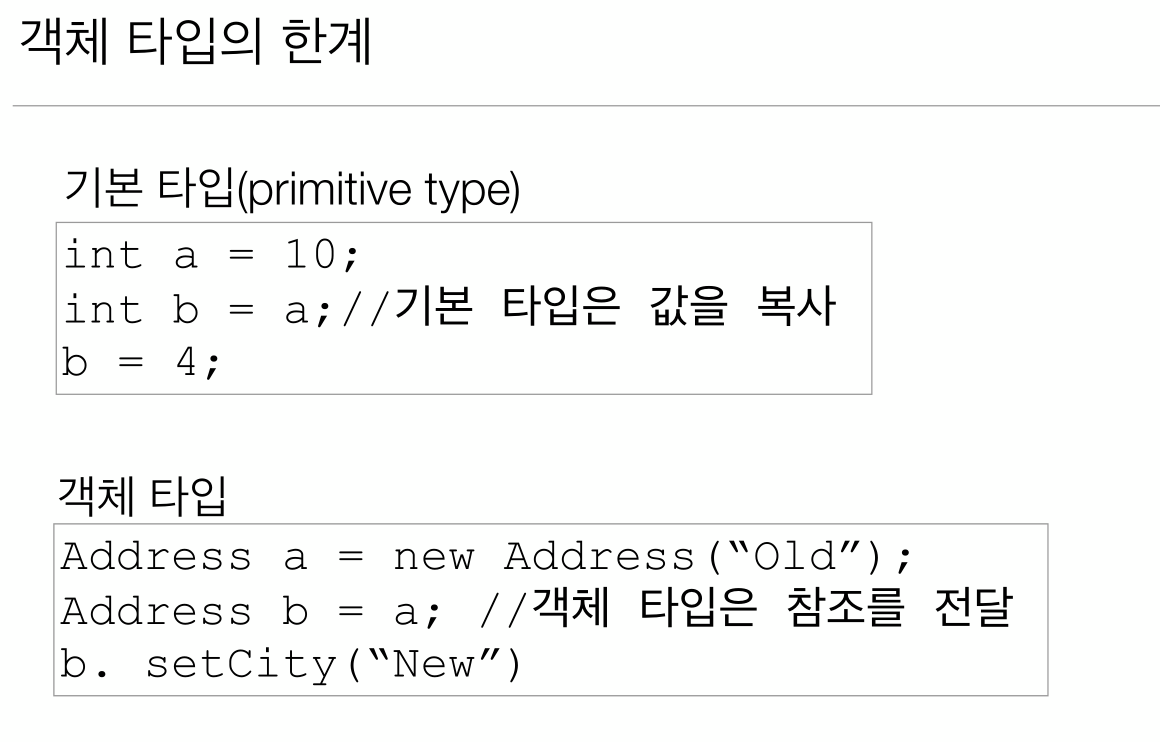 객체 타입의 한계
기본 타입(primitive type)
int a = 10;
int b = a;//기본 타입은 값을 복사
b = 4;
객체 타입
Address a = new Address(“Old”);
Address b = a; //객체 타입은 참조를 전달
b. setCity(“New”)